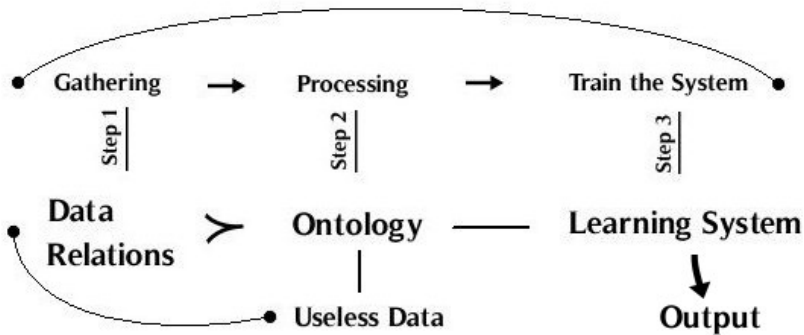 Gathering
Processing
Train the System
Step 1
Step 2
Step 3
Data
Relations
Ontology
Learning System
Useless Data
Output